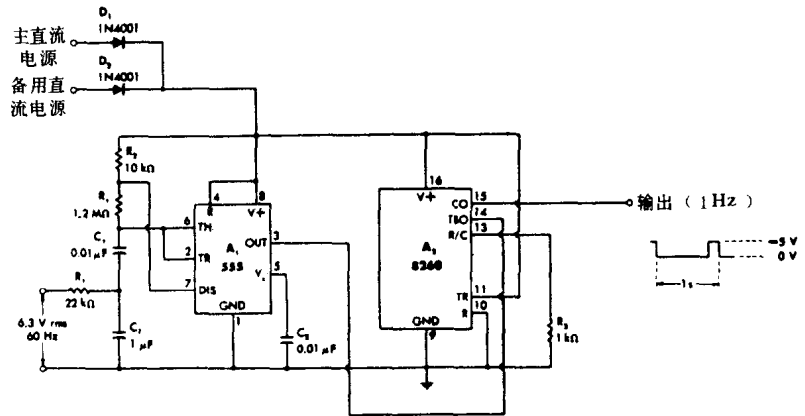 D₁
1N4001
主直流
电源
D₂
1N4001
备用直
流电源
R₂
10 kΩ
R₁
1.2 MΩ
C₁
0.01 μF
R₁
22 kΩ
6.3 V rms
60 Hz
C₁
1 μF
4
8
R
V+
6
TH
2
TR
7
DIS
A₁
555
OUT
3
V꜀
5
GND
1
C₂
0.01 μF
16
V+
CO
15
TBO
14
R/C
13
A₂
8260
TR
11
R
10
GND
9
R₃
1 kΩ
输出（1Hz）
5 V
0 V
1s